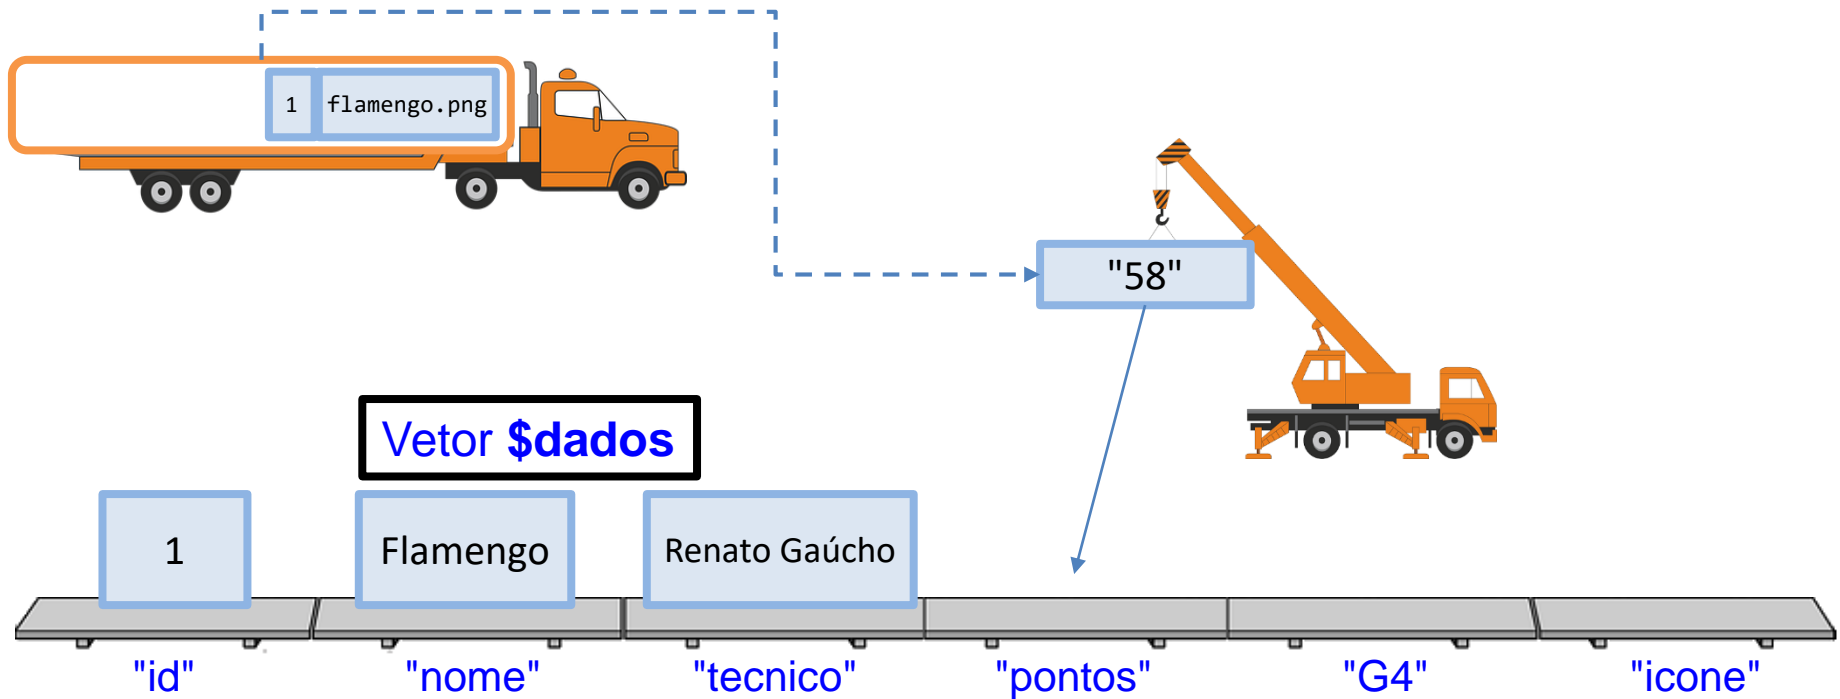 1 flamengo.png
"58"
Vetor $dados
1 Flamengo Renato Gaúcho
"id" "nome" "tecnico" "pontos" "G4" "icone"